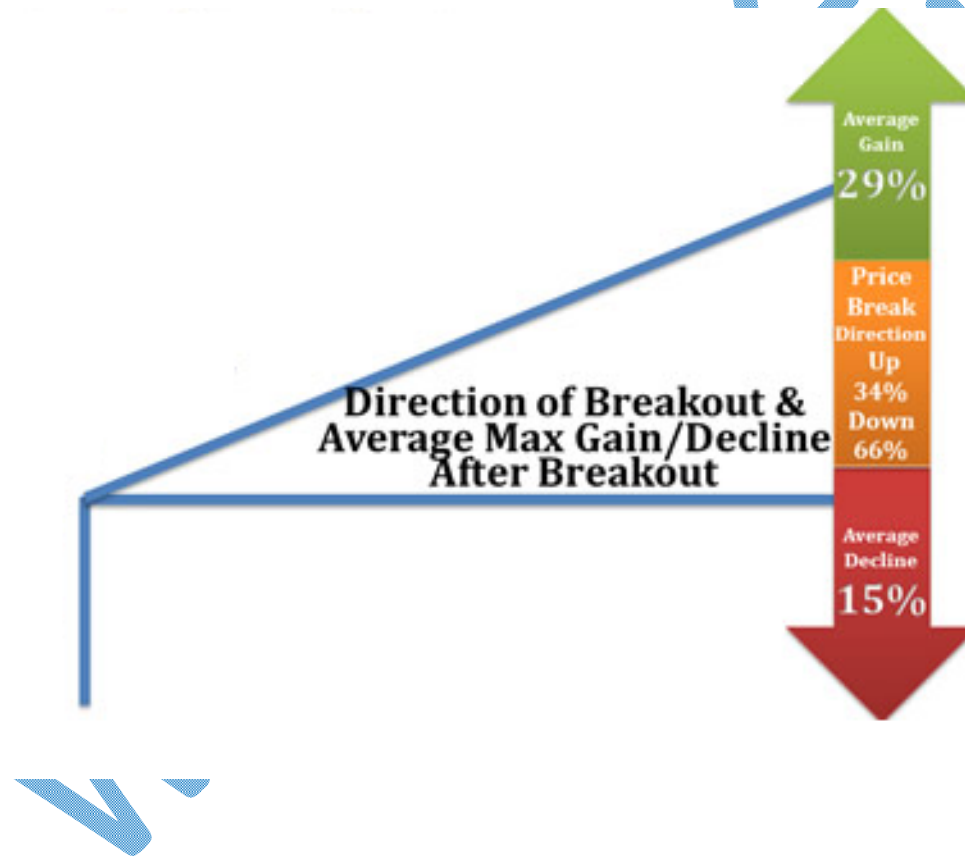 Average
Gain
29%
Price
Break
Direction
Up
34%
Down
66%
Direction of Breakout &
Average Max Gain/Decline
After Breakout
Average
Decline
15%